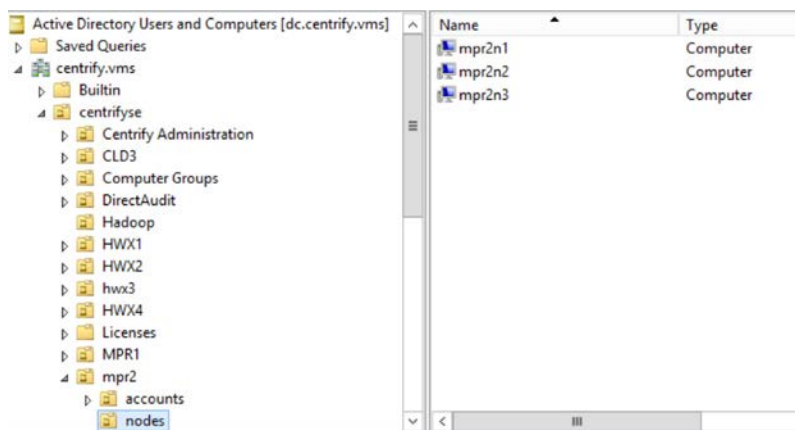 Active Directory Users and Computers [dc.centrify.vms]
Saved Queries
centrify.vms
Builtin
centrifyse
Centrify Administration
CLD3
Computer Groups
DirectAudit
Hadoop
HWX1
HWX2
hwx3
HWX4
Licenses
MPR1
mpr2
accounts
nodes
Name Type
mpr2n1 Computer
mpr2n2 Computer
mpr2n3 Computer